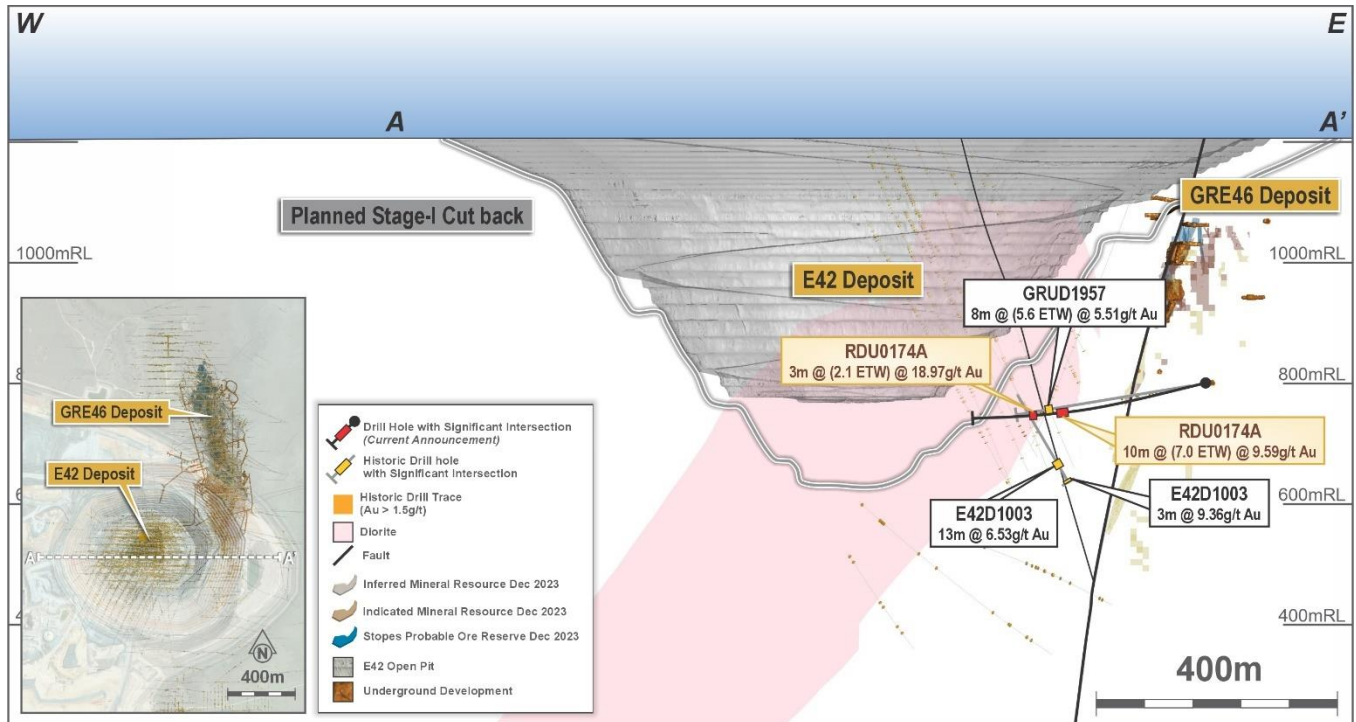 W
E
A
A'
Planned Stage-I Cut back
GRE46 Deposit
E42 Deposit
1000mRL
1000mRL
GRUD1957
8m @ (5.6 ETW) @ 5.51g/t Au
RDU0174A
3m @ (2.1 ETW) @ 18.97g/t Au
8
800mRL
RDU0174A
10m @ (7.0 ETW) @ 9.59g/t Au
6
600mRL
E42D1003
13m @ 6.53g/t Au
E42D1003
3m @ 9.36g/t Au
4
400mRL
400m
GRE46 Deposit
E42 Deposit
A
A'
N
400m
Drill Hole with Significant Intersection
(Current Announcement)
Historic Drill hole
with Significant Intersection
Historic Drill Trace
(Au > 1.5g/t)
Diorite
Fault
Inferred Mineral Resource Dec 2023
Indicated Mineral Resource Dec 2023
Stopes Probable Ore Reserve Dec 2023
E42 Open Pit
Underground Development